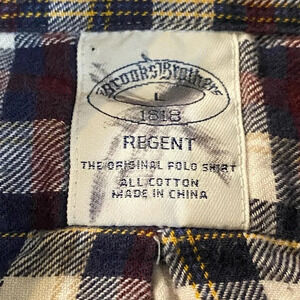 Brooks Brothers
L
1818
REGENT
THE ORIGINAL POLO SHIRT
ALL COTTON
MADE IN CHINA